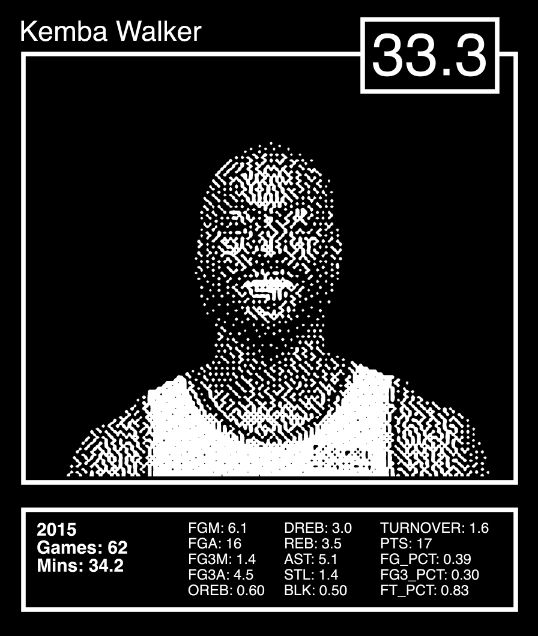 Kemba Walker
33.3
2015
Games: 62
Mins: 34.2
FGM: 6.1
FGA: 16
FG3M: 1.4
FG3A: 4.5
OREB: 0.60
DREB: 3.0
REB: 3.5
AST: 5.1
STL: 1.4
BLK: 0.50
TURNOVER: 1.6
PTS: 17
FG_PCT: 0.39
FG3_PCT: 0.30
FT_PCT: 0.83